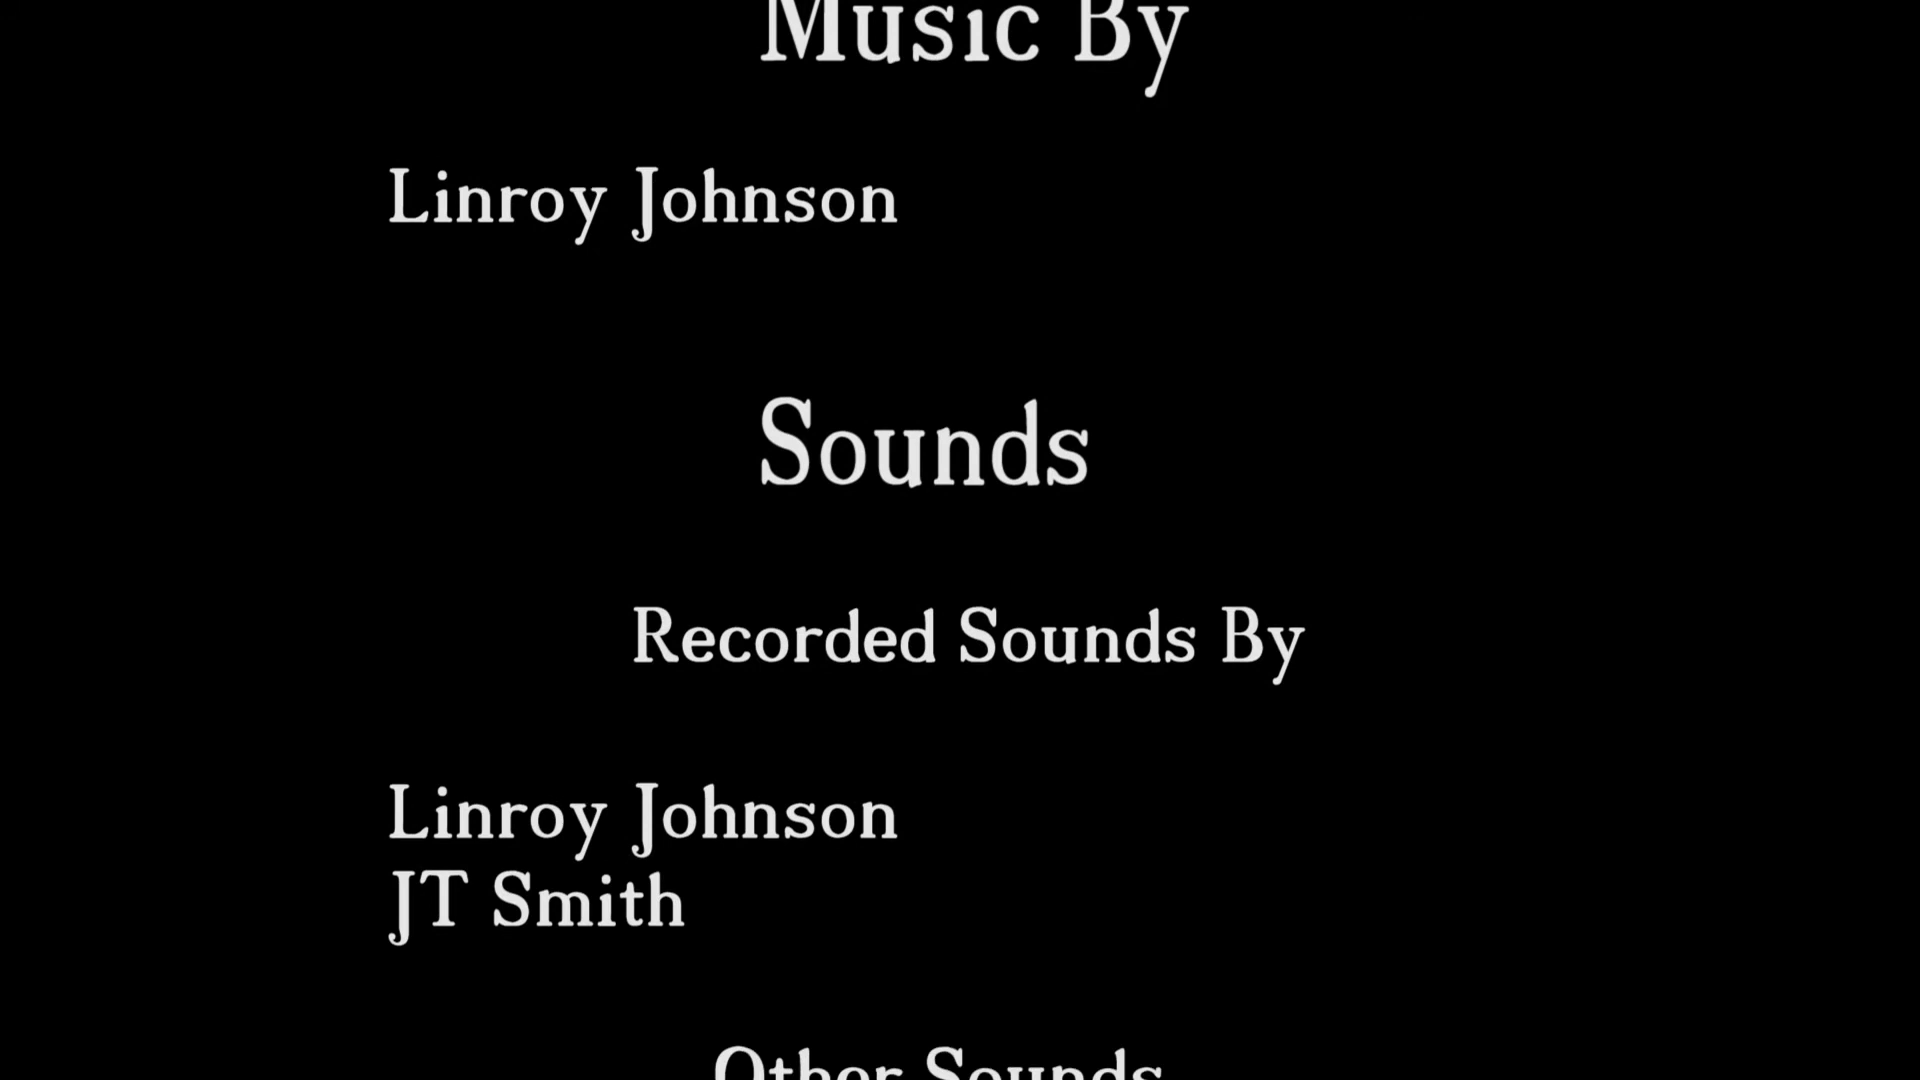 Music By
Linroy Johnson
Sounds
Recorded Sounds By
Linroy Johnson
JT Smith
Other Sounds